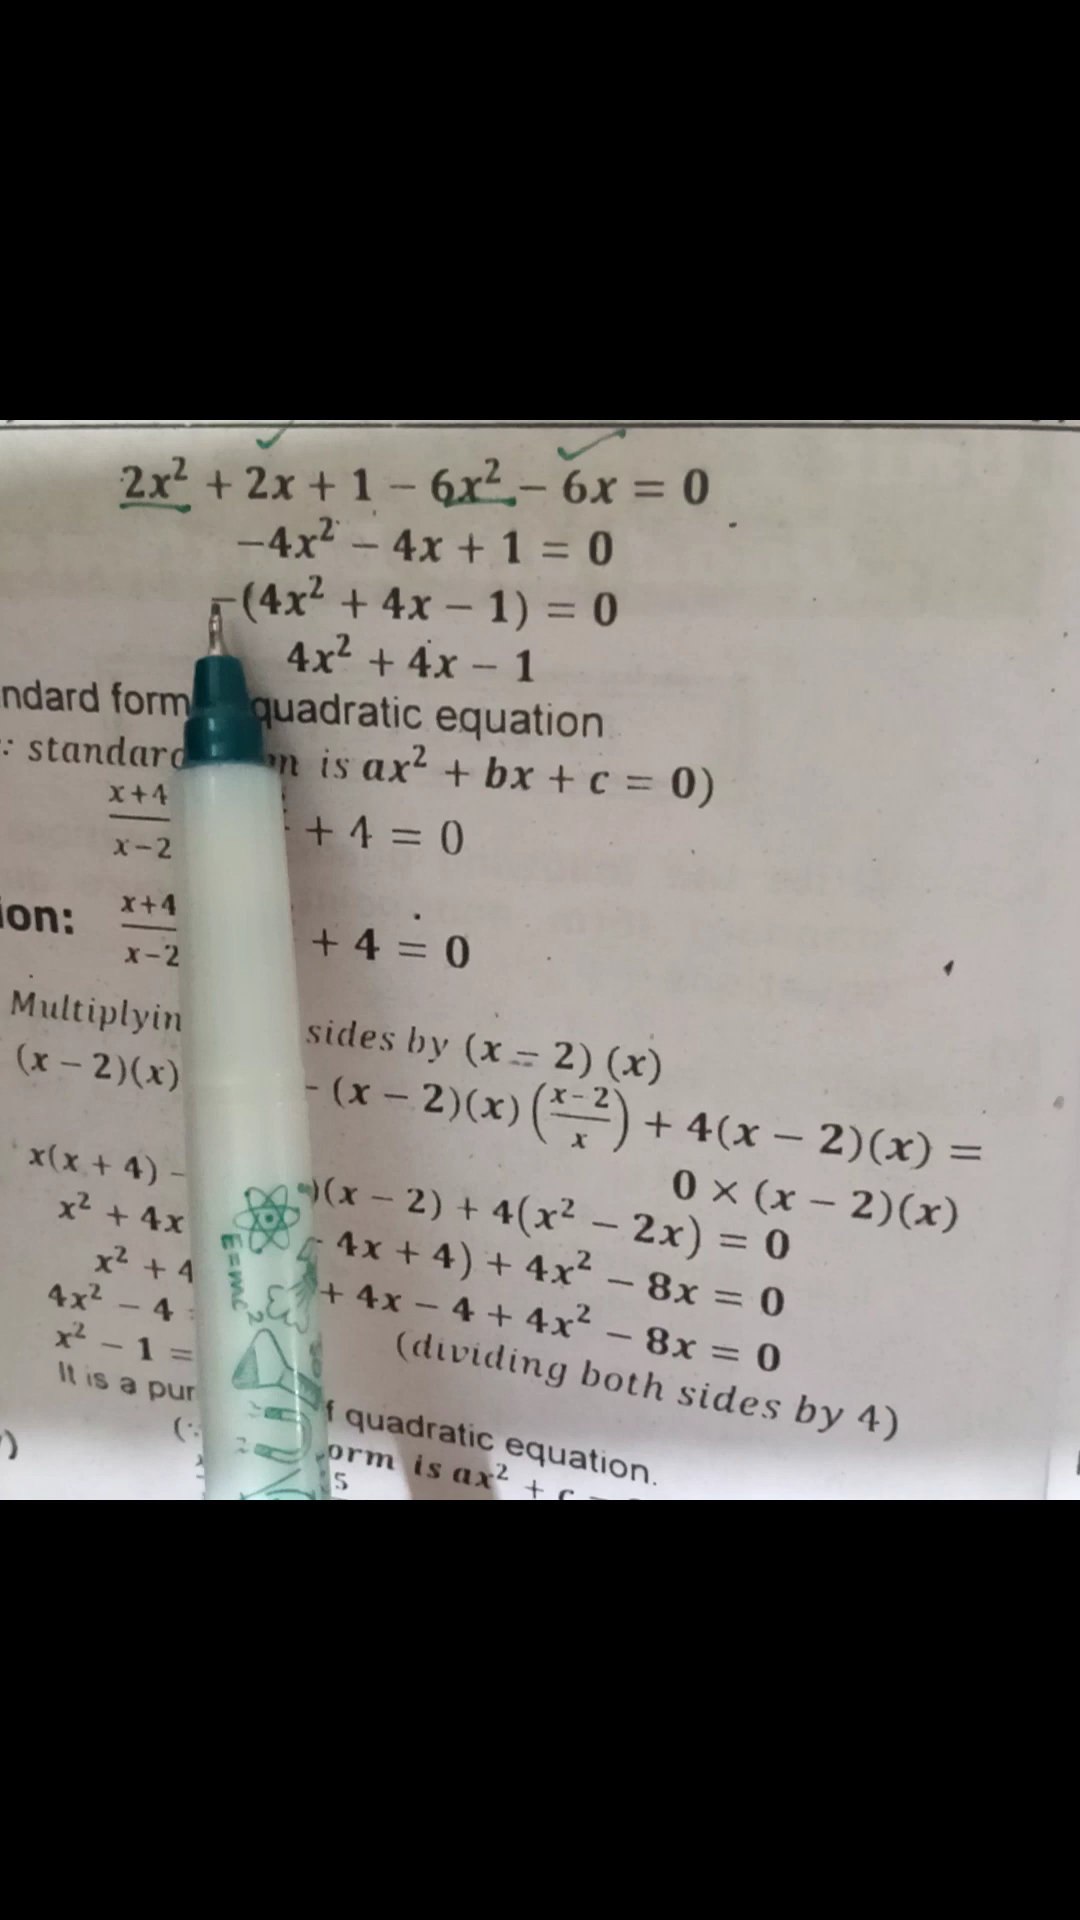 2x² + 2x + 1 − 6x² − 6x = 0
−4x² − 4x + 1 = 0
−(4x² + 4x − 1) = 0
4x² + 4x − 1
ndard form quadratic equation
∵ standard is ax² + bx + c = 0)
x+4/x−2 + 4 = 0
ion: x+4/x−2 + 4 = 0
Multiplyin sides by (x − 2) (x)
(x − 2)(x) − (x − 2)(x) (x−2/x) + 4(x − 2)(x) =
0 × (x − 2)(x)
x(x + 4) − )(x − 2) + 4(x² − 2x) = 0
x² + 4x − 4x + 4) + 4x² − 8x = 0
x² + 4 + 4x − 4 + 4x² − 8x = 0
4x² − 4
x² − 1 = (dividing both sides by 4)
It is a pur f quadratic equation.
(∵ orm is ax² + c
5
E=mc²